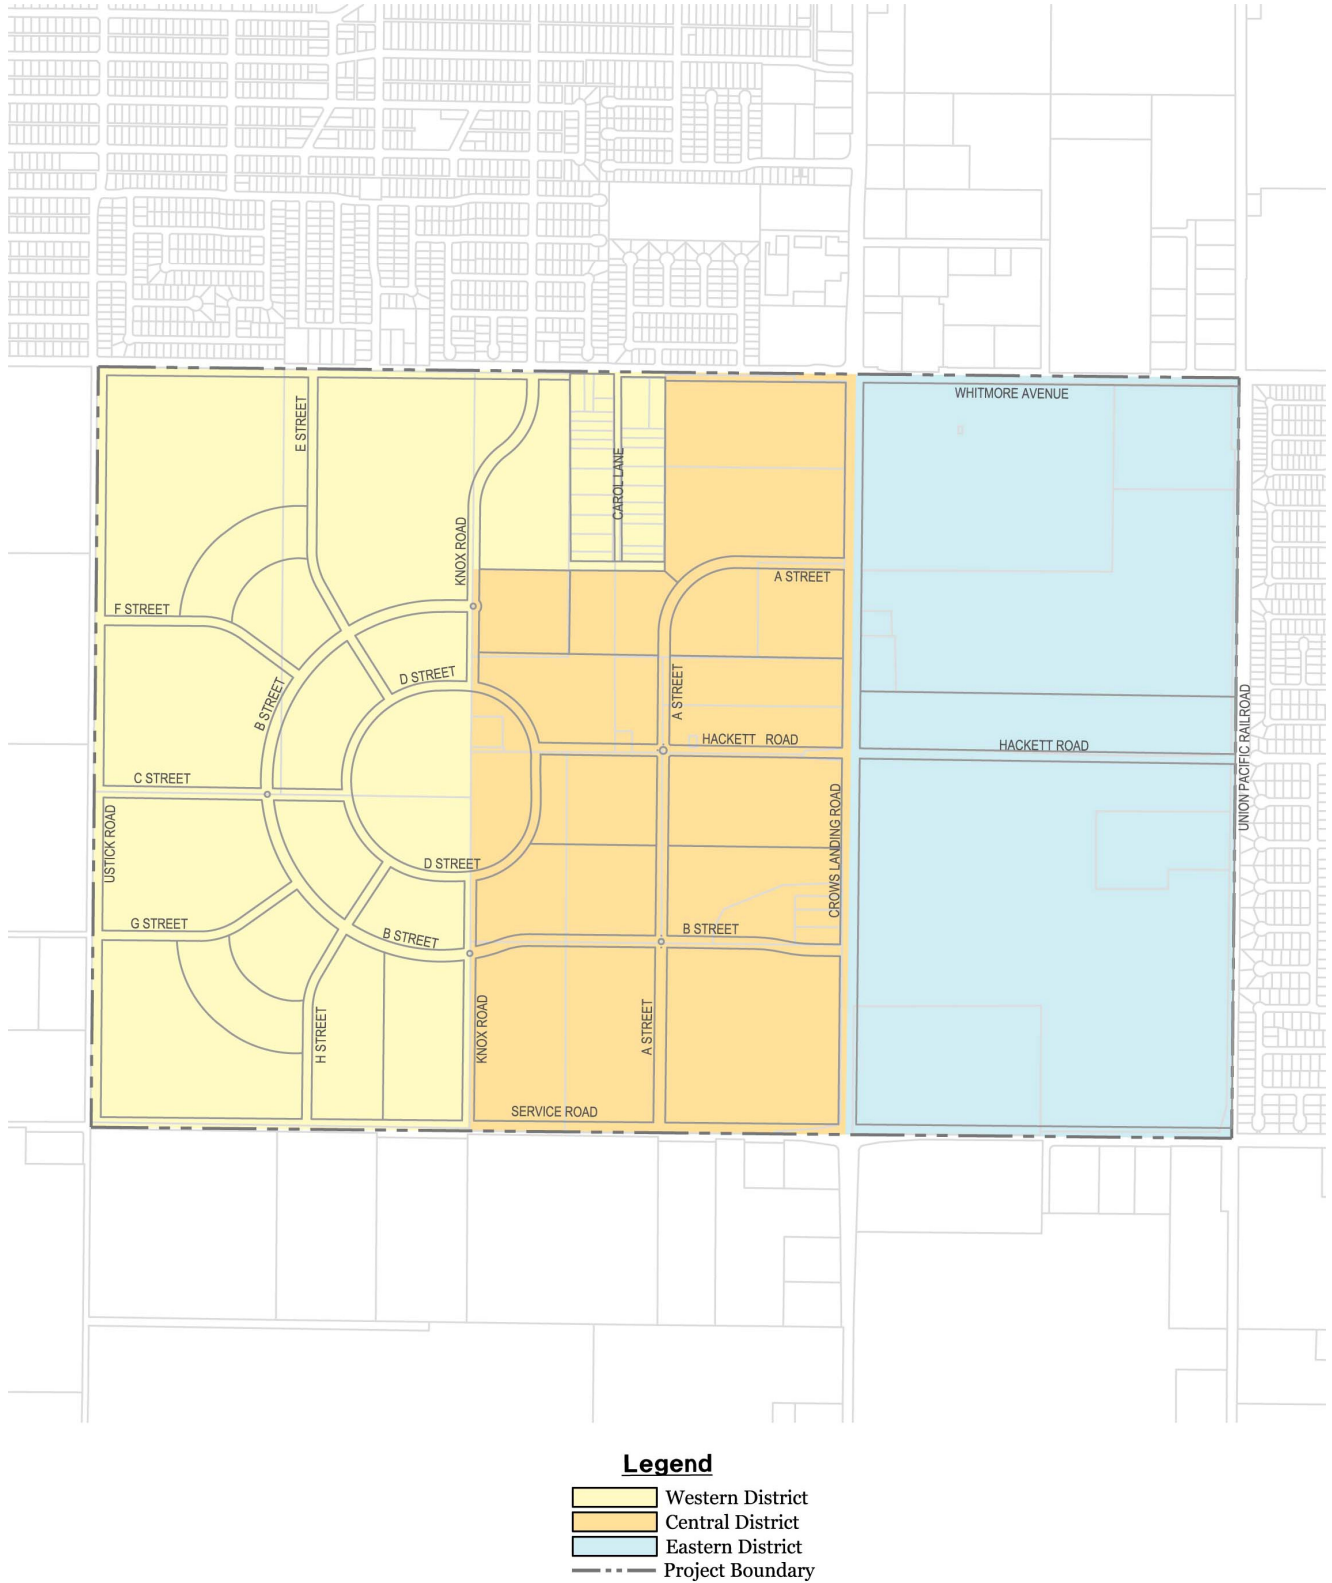 WHITMORE AVENUE
E STREET
CAROL LANE
KNOX ROAD
A STREET
F STREET
D STREET
B STREET
A STREET
UNION PACIFIC RAILROAD
HACKETT ROAD
HACKETT ROAD
C STREET
USTICK ROAD
CROWS LANDING ROAD
D STREET
G STREET
B STREET
B STREET
H STREET
KNOX ROAD
A STREET
SERVICE ROAD
Legend
Western District
Central District
Eastern District
Project Boundary